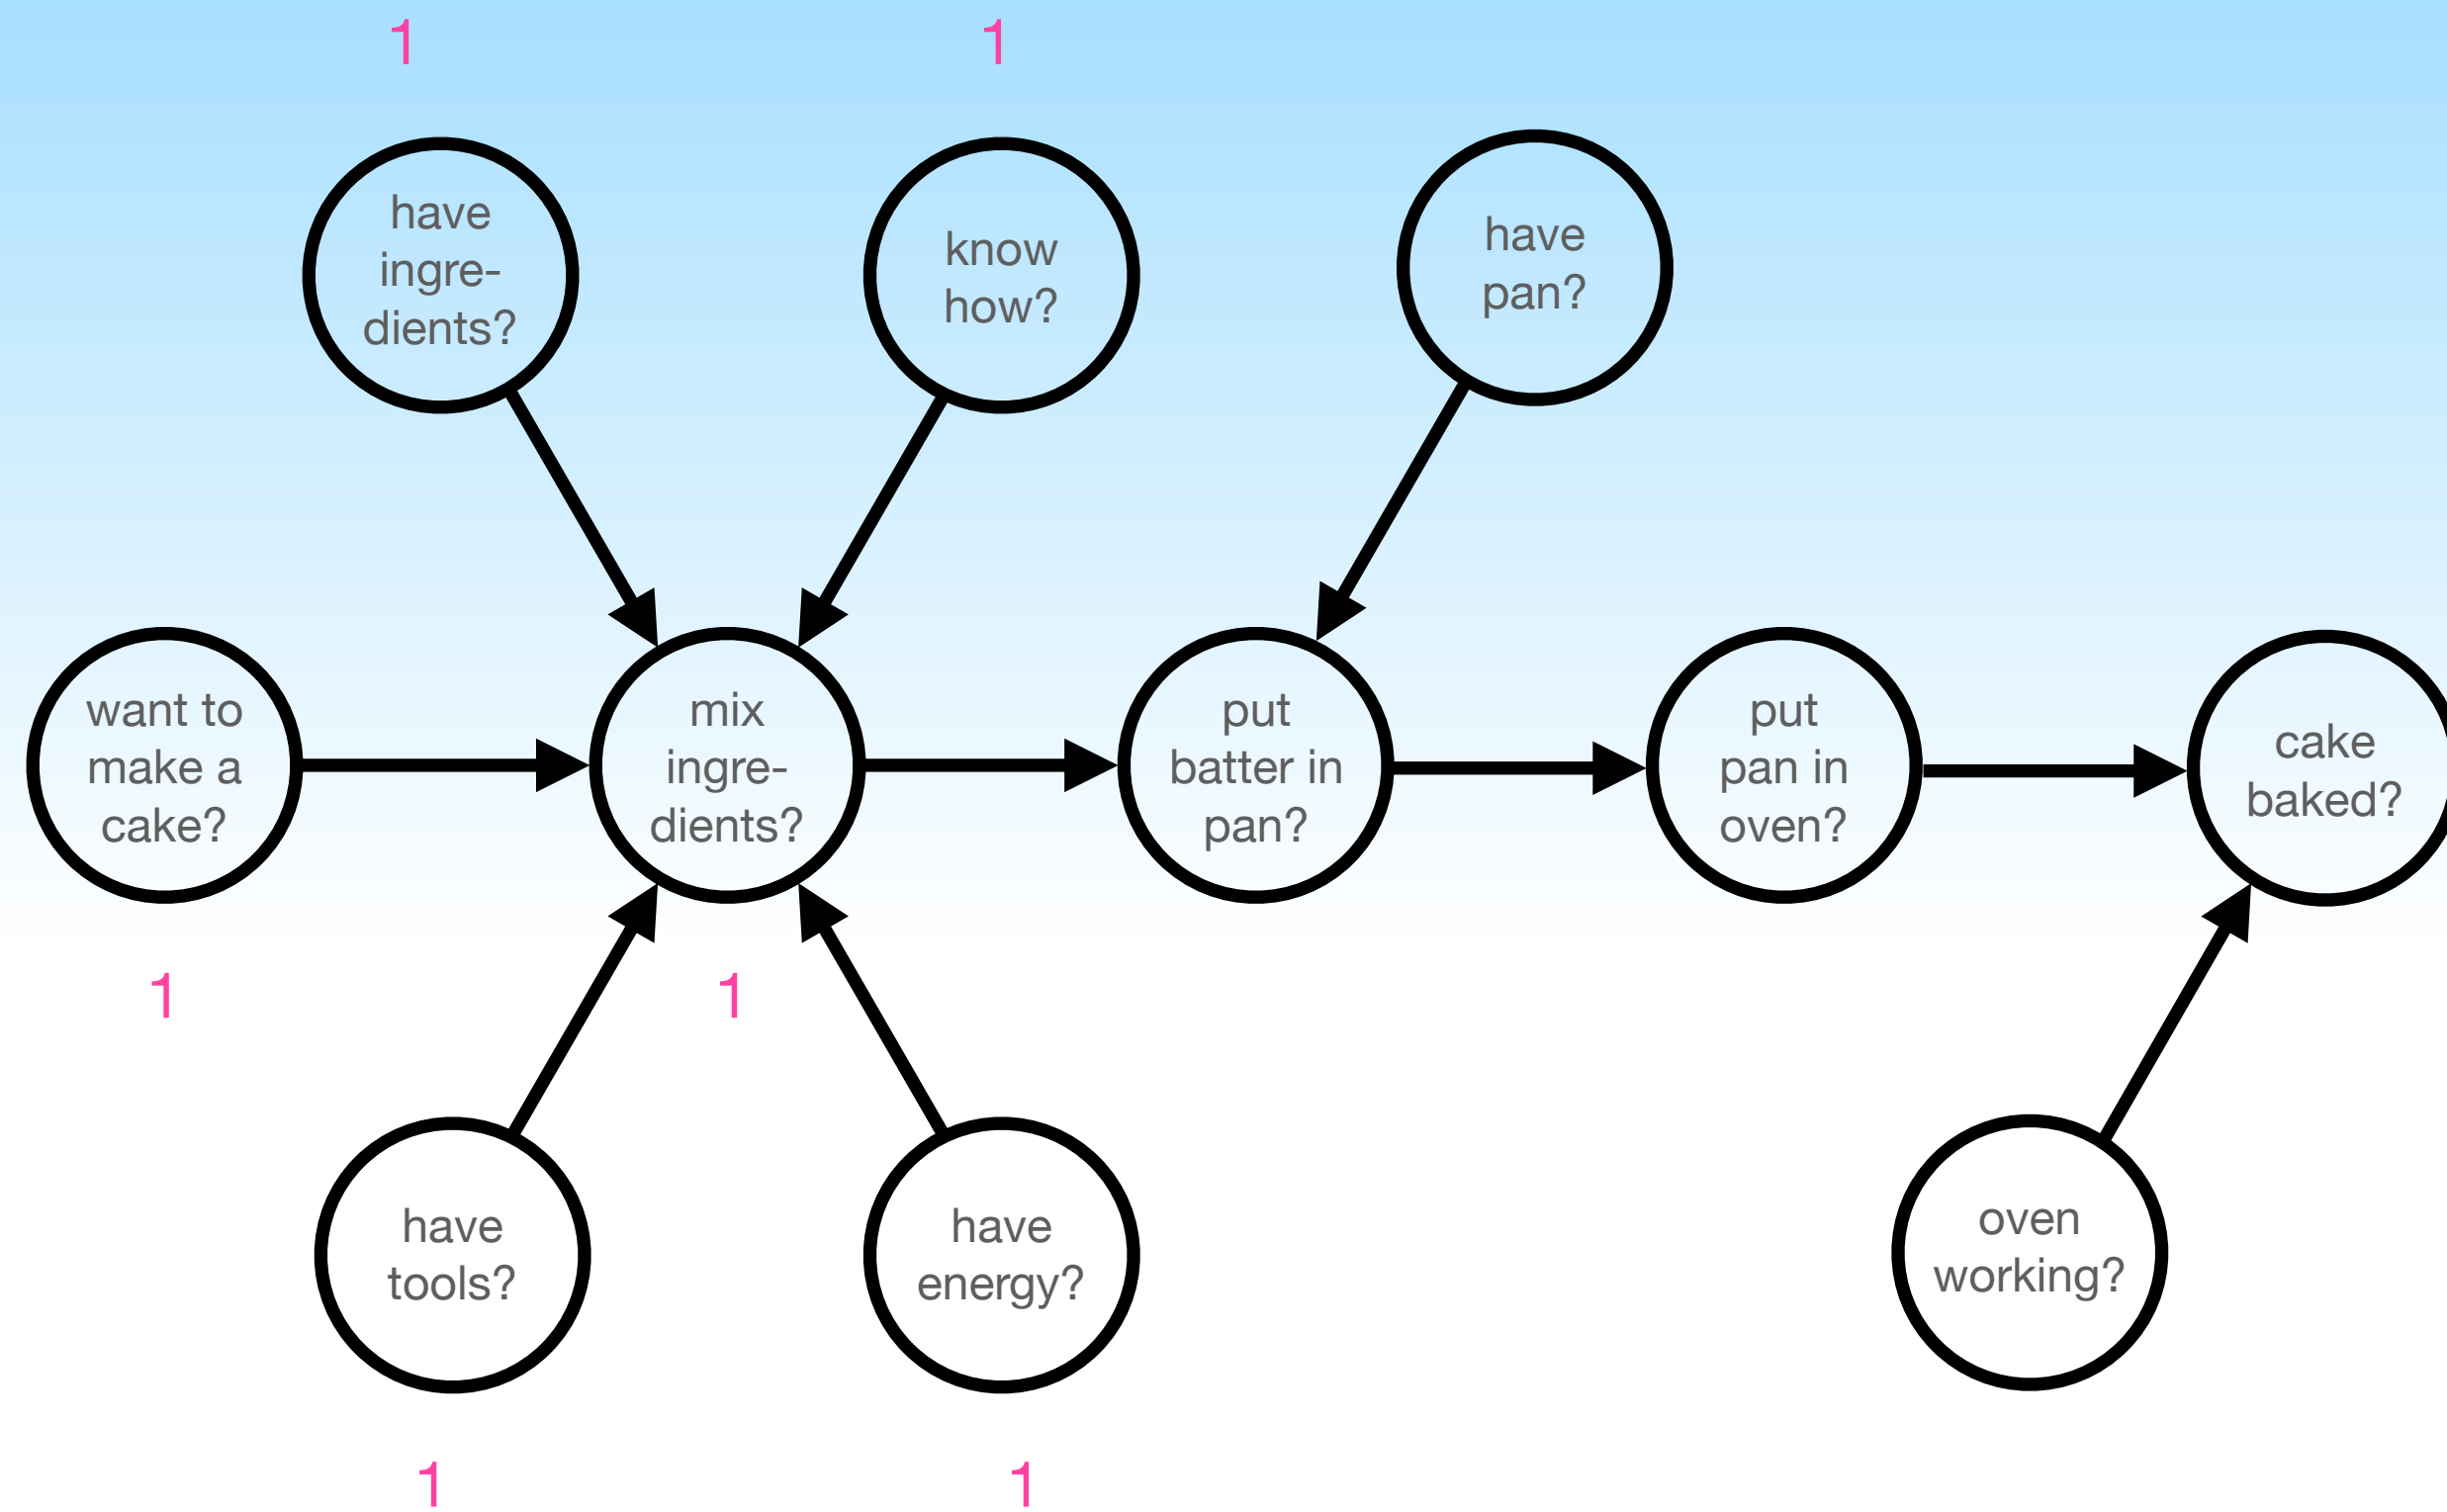 1
1
have
ingre-
dients?
know
how?
have
pan?
want to
make a
cake?
mix
ingre-
dients?
put
batter in
pan?
put
pan in
oven?
cake
baked?
1
1
have
tools?
have
energy?
oven
working?
1
1